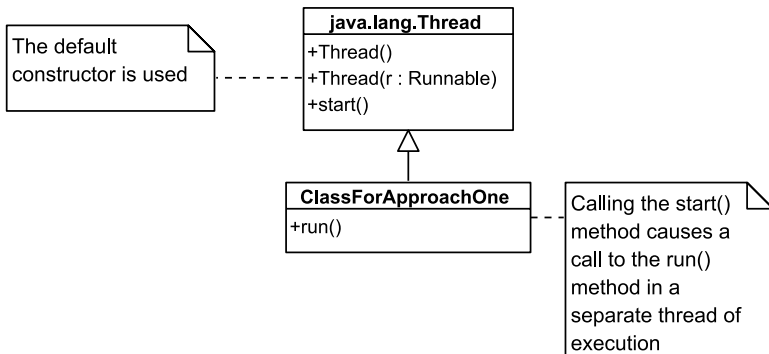 The default
constructor is used
java.lang.Thread
+Thread()
+Thread(r : Runnable)
+start()
ClassForApproachOne
+run()
Calling the start()
method causes a
call to the run()
method in a
separate thread of
execution